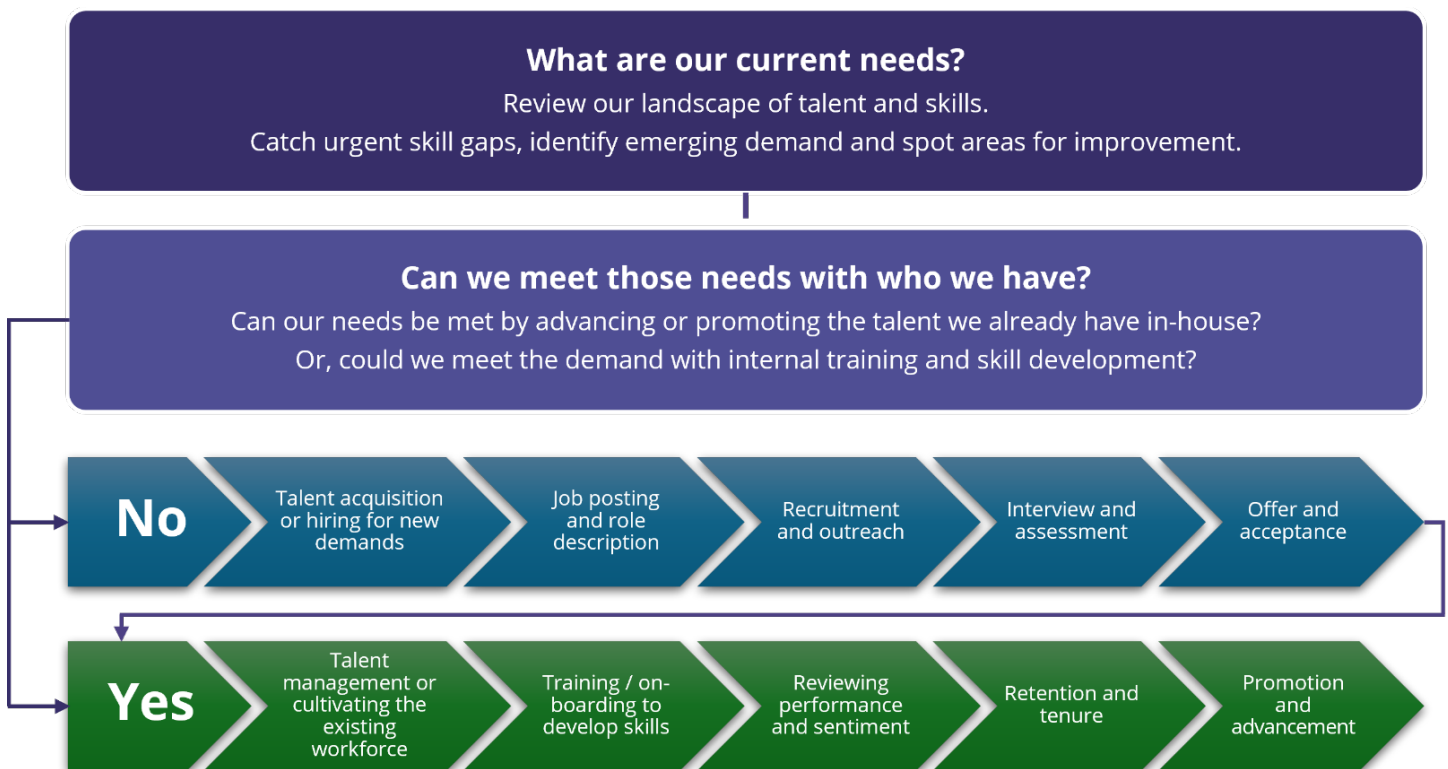 What are our current needs?
Review our landscape of talent and skills.
Catch urgent skill gaps, identify emerging demand and spot areas for improvement.
Can we meet those needs with who we have?
Can our needs be met by advancing or promoting the talent we already have in-house?
Or, could we meet the demand with internal training and skill development?
No
Talent acquisition
or hiring for new
demands
Job posting
and role
description
Recruitment
and outreach
Interview and
assessment
Offer and
acceptance
Yes
Talent
management or
cultivating the
existing
workforce
Training / on-
boarding to
develop skills
Reviewing
performance
and sentiment
Retention and
tenure
Promotion
and
advancement